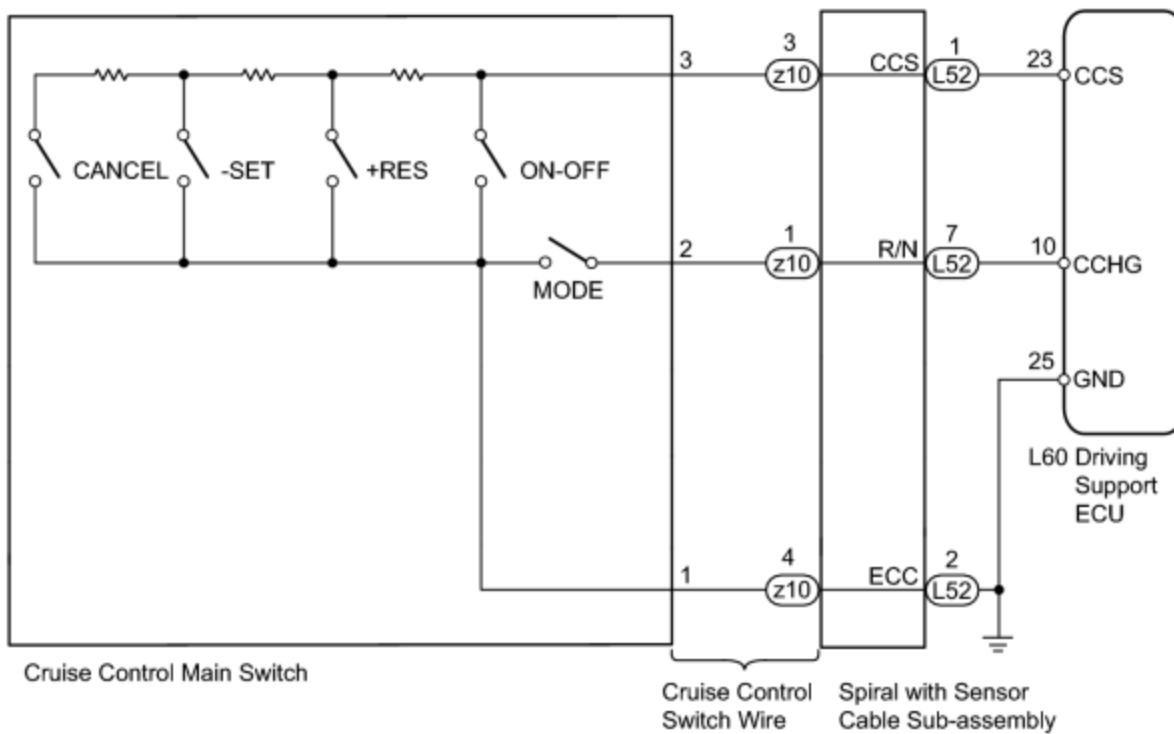 3
3
z10
CCS
1
L52
23
CCS
CANCEL
-SET
+RES
ON-OFF
MODE
2
1
z10
R/N
7
L52
10
CCHG
25
GND
L60 Driving
Support
ECU
1
4
z10
ECC
2
L52
Cruise Control Main Switch
Cruise Control
Switch Wire
Spiral with Sensor
Cable Sub-assembly